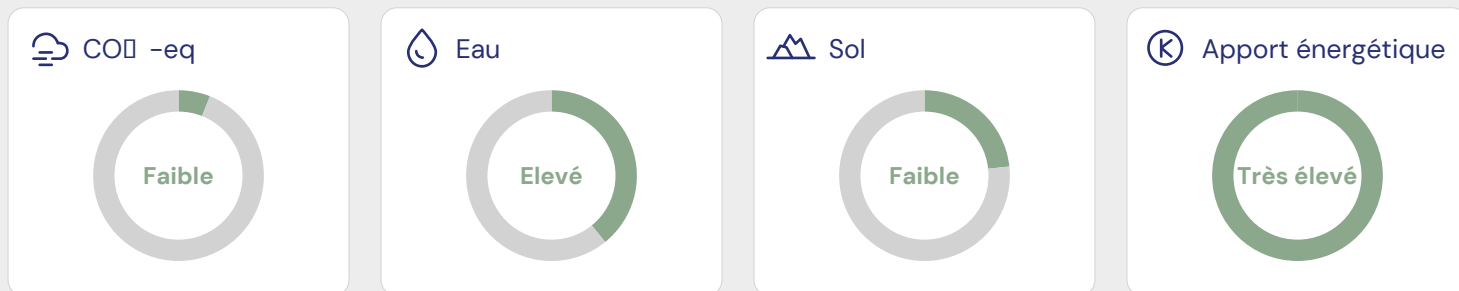 CO▯ -eq
Eau
Sol
Apport énergétique
Faible
Elevé
Faible
Très élevé